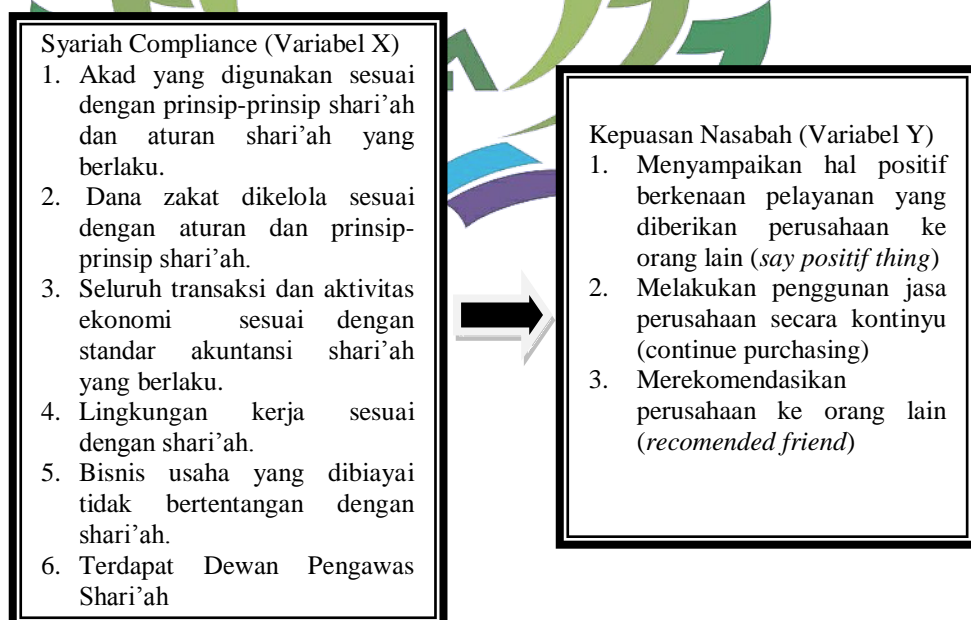 Syariah Compliance (Variabel X)
1. Akad yang digunakan sesuai
dengan prinsip-prinsip shari’ah
dan aturan shari’ah yang
berlaku.
2. Dana zakat dikelola sesuai
dengan aturan dan prinsip-
prinsip shari’ah.
3. Seluruh transaksi dan aktivitas
ekonomi sesuai dengan
standar akuntansi shari’ah
yang berlaku.
4. Lingkungan kerja sesuai
dengan shari’ah.
5. Bisnis usaha yang dibiayai
tidak bertentangan dengan
shari’ah.
6. Terdapat Dewan Pengawas
Shari’ah
Kepuasan Nasabah (Variabel Y)
1. Menyampaikan hal positif
berkenaan pelayanan yang
diberikan perusahaan ke
orang lain (say positif thing)
2. Melakukan penggunan jasa
perusahaan secara kontinyu
(continue purchasing)
3. Merekomendasikan
perusahaan ke orang lain
(recomended friend)